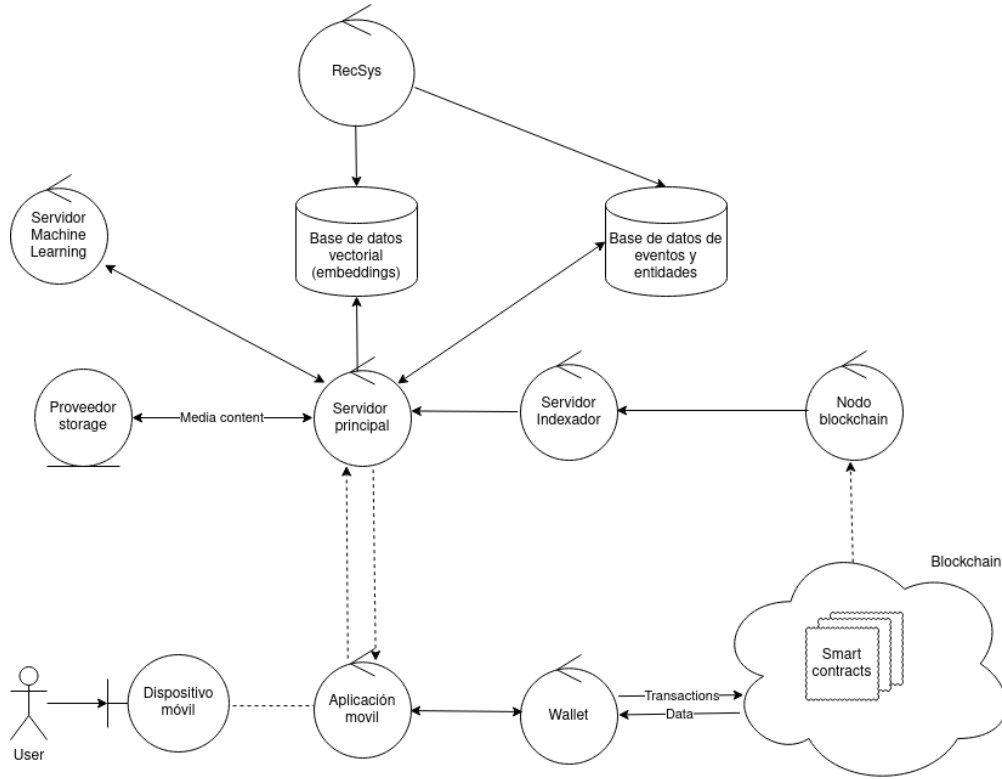 RecSys
Servidor
Machine
Learning
Base de datos
vectorial
(embeddings)
Base de datos de
eventos y
entidades
Proveedor
storage
Media content
Servidor
principal
Servidor
Indexador
Nodo
blockchain
Blockchain
Smart
contracts
Dispositivo
móvil
Aplicación
movil
Wallet
Transactions
Data
User